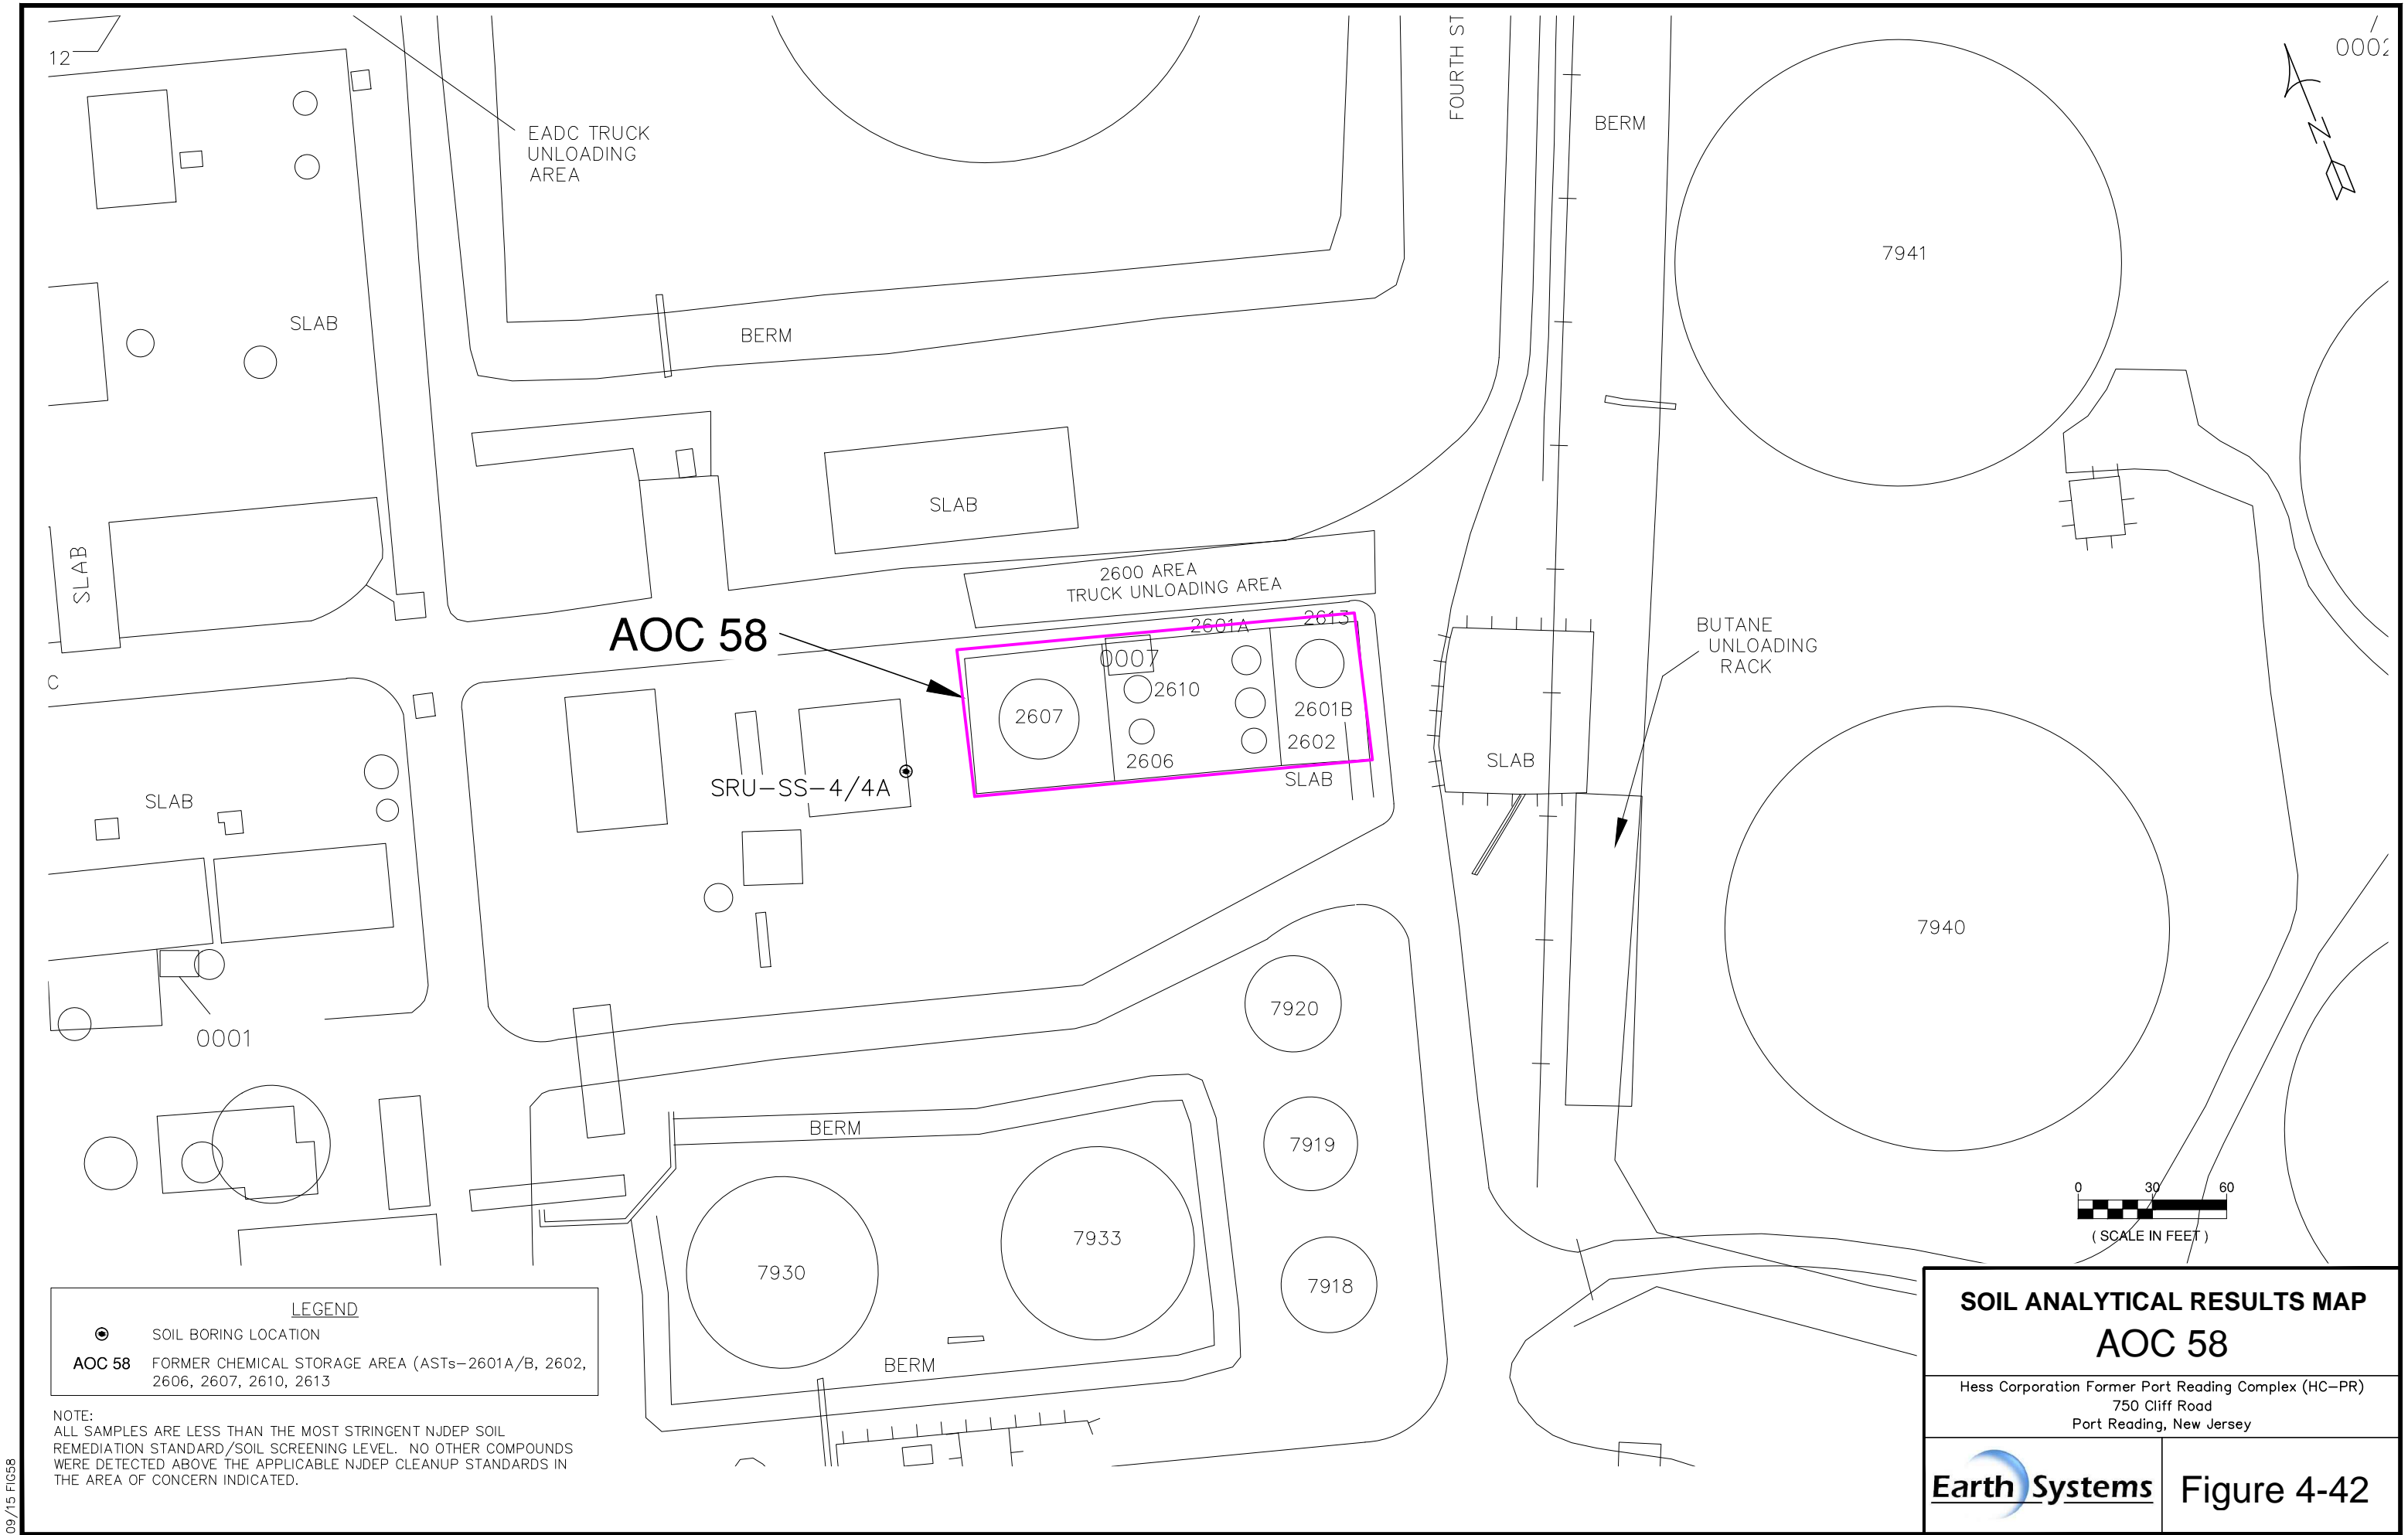 12
EADC TRUCK
UNLOADING
AREA
FOURTH ST
BERM
0002
N
7941
SLAB
BERM
SLAB
SLAB
2600 AREA
TRUCK UNLOADING AREA
AOC 58
2601A
2613
0007
2610
2607
2601B
2602
2606
SLAB
SRU-SS-4/4A
C
SLAB
SLAB
BUTANE
UNLOADING
RACK
7940
0001
7920
7919
7918
BERM
7930
7933
BERM
0 30 60
( SCALE IN FEET )
LEGEND
SOIL BORING LOCATION
AOC 58 FORMER CHEMICAL STORAGE AREA (ASTs-2601A/B, 2602,
2606, 2607, 2610, 2613
NOTE:
ALL SAMPLES ARE LESS THAN THE MOST STRINGENT NJDEP SOIL
REMEDIATION STANDARD/SOIL SCREENING LEVEL. NO OTHER COMPOUNDS
WERE DETECTED ABOVE THE APPLICABLE NJDEP CLEANUP STANDARDS IN
THE AREA OF CONCERN INDICATED.
09/15 FIG58
SOIL ANALYTICAL RESULTS MAP
AOC 58
Hess Corporation Former Port Reading Complex (HC-PR)
750 Cliff Road
Port Reading, New Jersey
Earth Systems
Figure 4-42